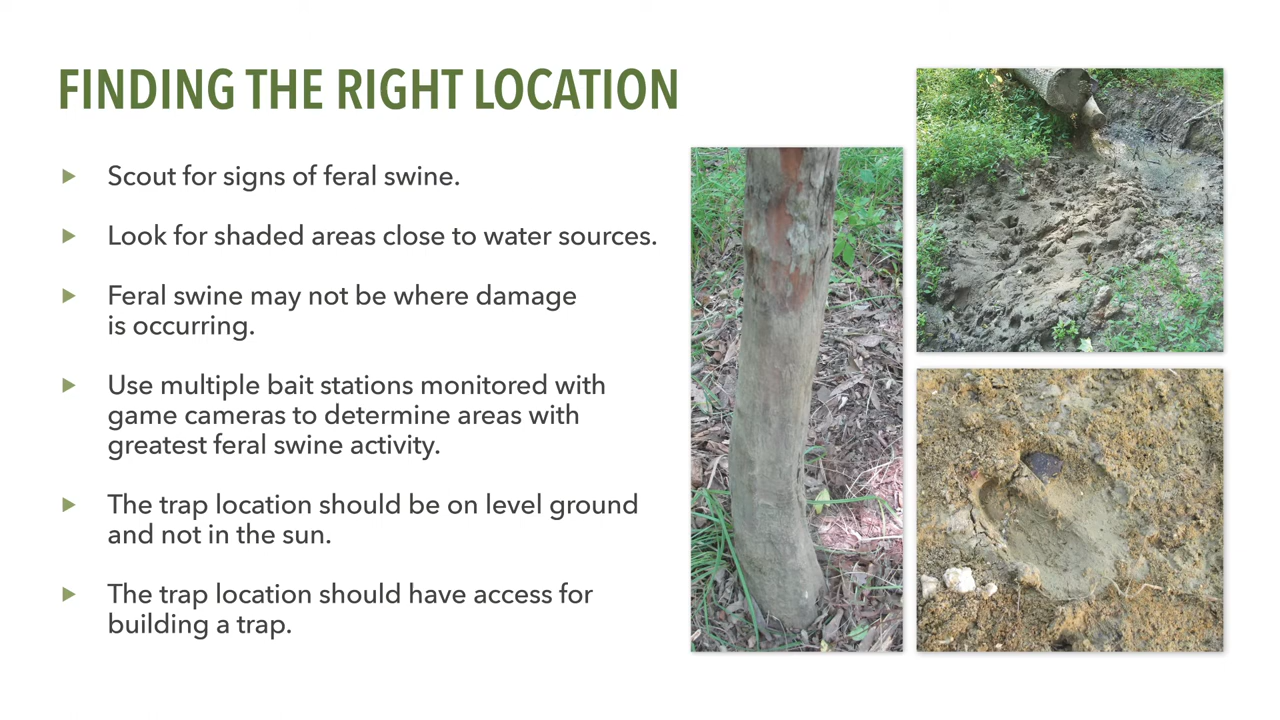 FINDING THE RIGHT LOCATION
Scout for signs of feral swine.
Look for shaded areas close to water sources.
Feral swine may not be where damage
is occurring.
Use multiple bait stations monitored with
game cameras to determine areas with
greatest feral swine activity.
The trap location should be on level ground
and not in the sun.
The trap location should have access for
building a trap.